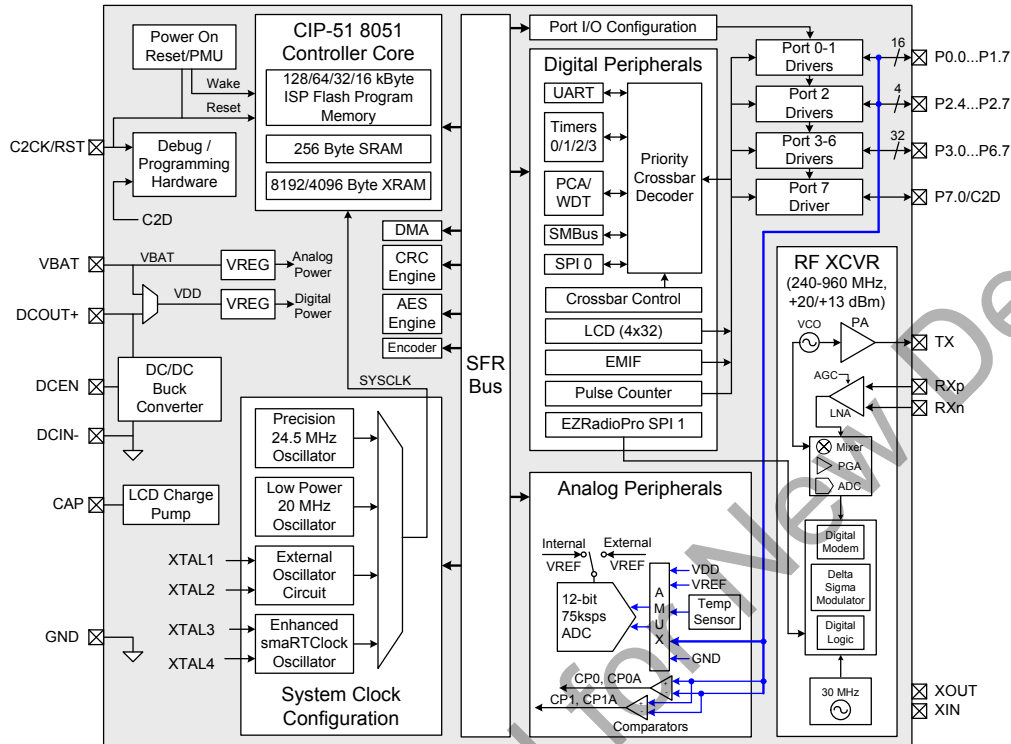 Power On
Reset/PMU
Wake
Reset
C2CK/RST
Debug /
Programming
Hardware
C2D
CIP-51 8051
Controller Core
128/64/32/16 kByte
ISP Flash Program
Memory
256 Byte SRAM
8192/4096 Byte XRAM
DMA
CRC
Engine
AES
Engine
Encoder
SFR
Bus
VBAT
VBAT
VREG
Analog
Power
VDD
VREG
Digital
Power
DCOUT+
DCEN
DC/DC
Buck
Converter
DCIN-
CAP
LCD Charge
Pump
SYSCLK
Precision
24.5 MHz
Oscillator
Low Power
20 MHz
Oscillator
XTAL1
XTAL2
External
Oscillator
Circuit
XTAL3
XTAL4
Enhanced
smaRTClock
Oscillator
GND
System Clock
Configuration
Port I/O Configuration
Digital Peripherals
UART
Timers
0/1/2/3
PCA/
WDT
SMBus
SPI 0
Priority
Crossbar
Decoder
Crossbar Control
LCD (4x32)
EMIF
Pulse Counter
EZRadioPro SPI 1
Port 0-1
Drivers
16
P0.0...P1.7
Port 2
Drivers
4
P2.4...P2.7
Port 3-6
Drivers
32
P3.0...P6.7
Port 7
Driver
P7.0/C2D
Analog Peripherals
Internal
VREF
External
VREF
12-bit
75ksps
ADC
A
M
U
X
VDD
VREF
Temp
Sensor
GND
CP0, CP0A
CP1, CP1A
+
-
+
-
Comparators
RF XCVR
(240-960 MHz,
+20/+13 dBm)
VCO
PA
TX
AGC
LNA
RXp
RXn
Mixer
PGA
ADC
Digital
Modem
Delta
Sigma
Modulator
Digital
Logic
30 MHz
XOUT
XIN
for New De